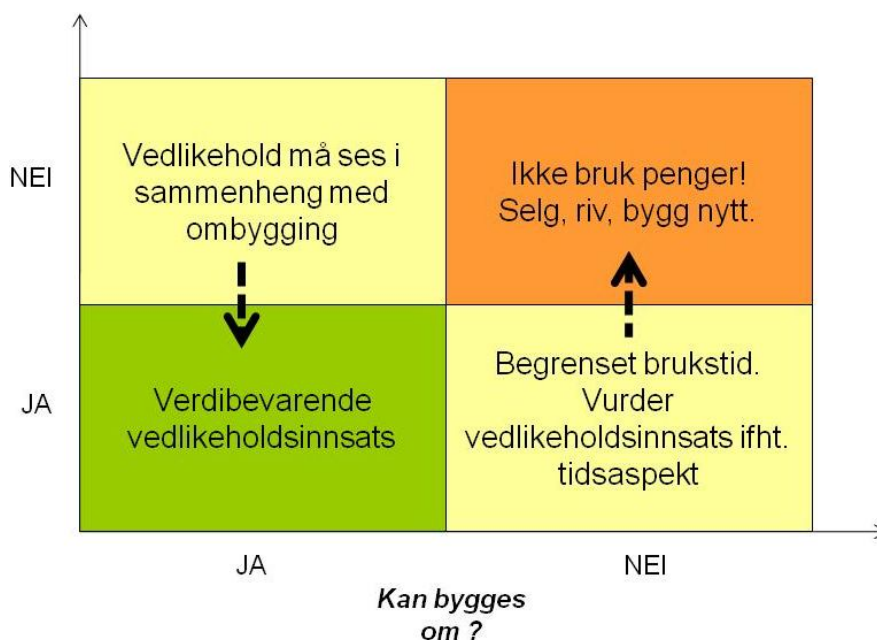 NEI
Vedlikehold må ses i
sammenheng med
ombygging
Ikke bruk penger!
Selg, riv, bygg nytt.
JA
Verdibevarende
vedlikeholdsinnsats
Begrenset brukstid.
Vurder
vedlikeholdsinnsats ifht.
tidsaspekt
JA
NEI
Kan bygges
om ?